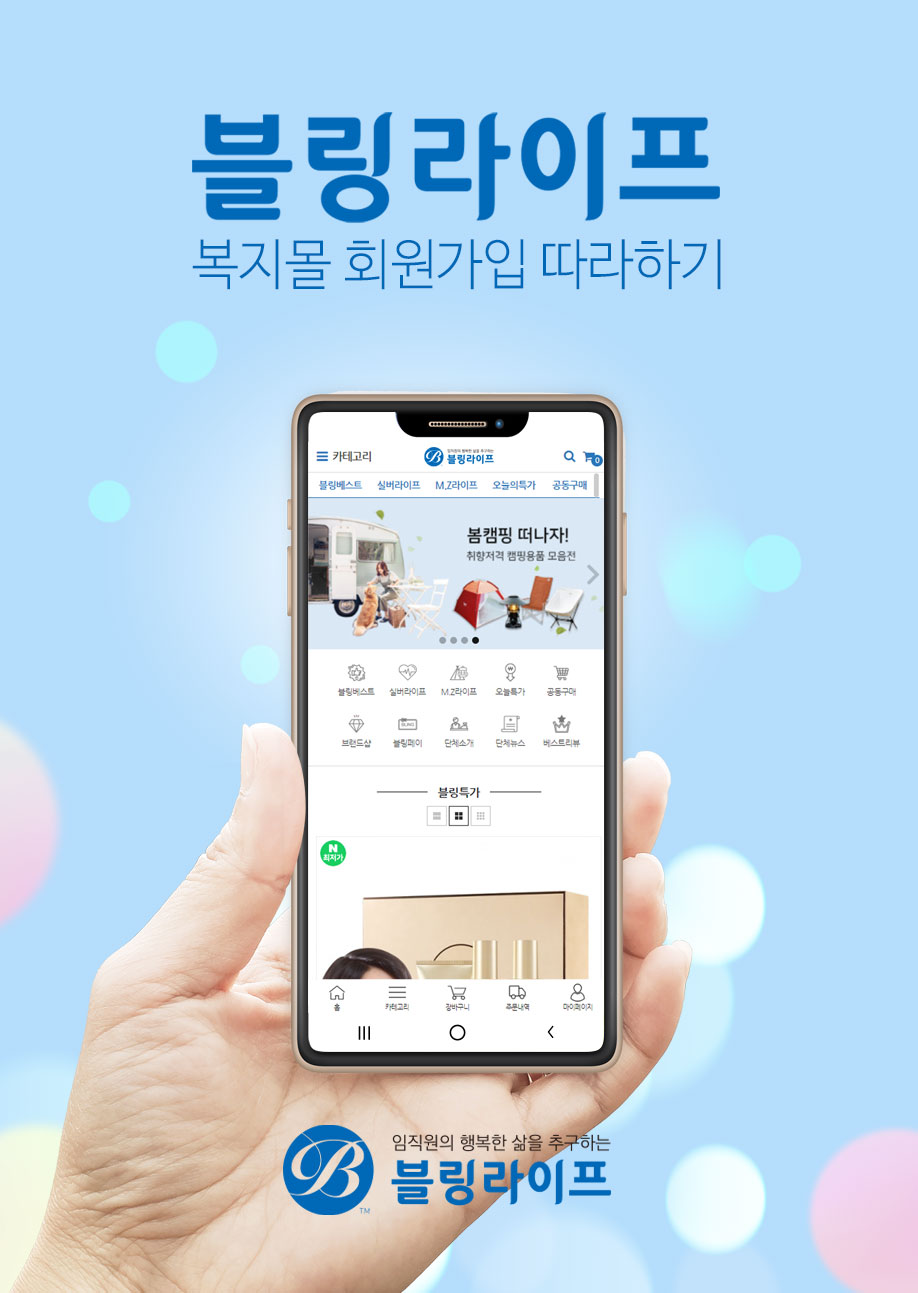 블링라이프
복지몰 회원가입 따라하기
카테고리
B
임직원의 행복한 삶을 추구하는
블링라이프
0
블링베스트 실버라이프 M,Z라이프 오늘의특가 공동구매
봄캠핑 떠나자!
취향저격 캠핑용품 모음전
블링베스트 실버라이프 M,Z라이프 오늘특가 공동구매
BLING
브랜드샵 블링페이 단체소개 단체뉴스 베스트리뷰
블링특가
N
최저가
홈 카테고리 장바구니 주문내역 마이페이지
B
TM
임직원의 행복한 삶을 추구하는
블링라이프